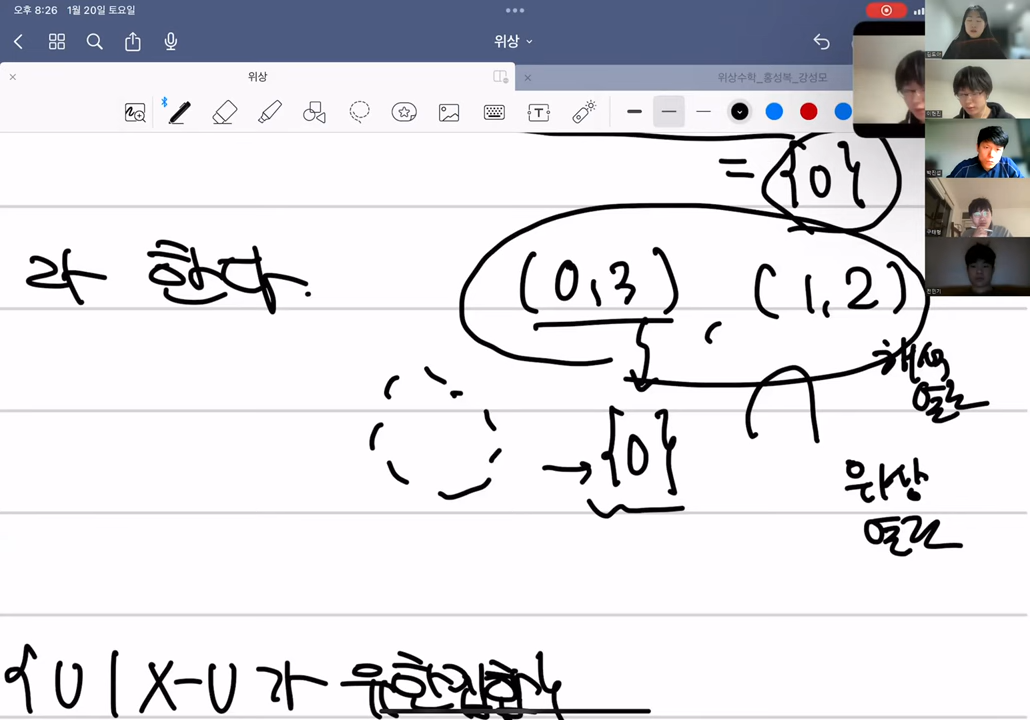 오후 8:26 1월 20일 토요일
위상
위상
위상수학_홍성복_강성모
= {0}
라 한다.
(0,3) , (1,2)
해석
열린
{0}
위상
열린
{U | X-U가 유한집합